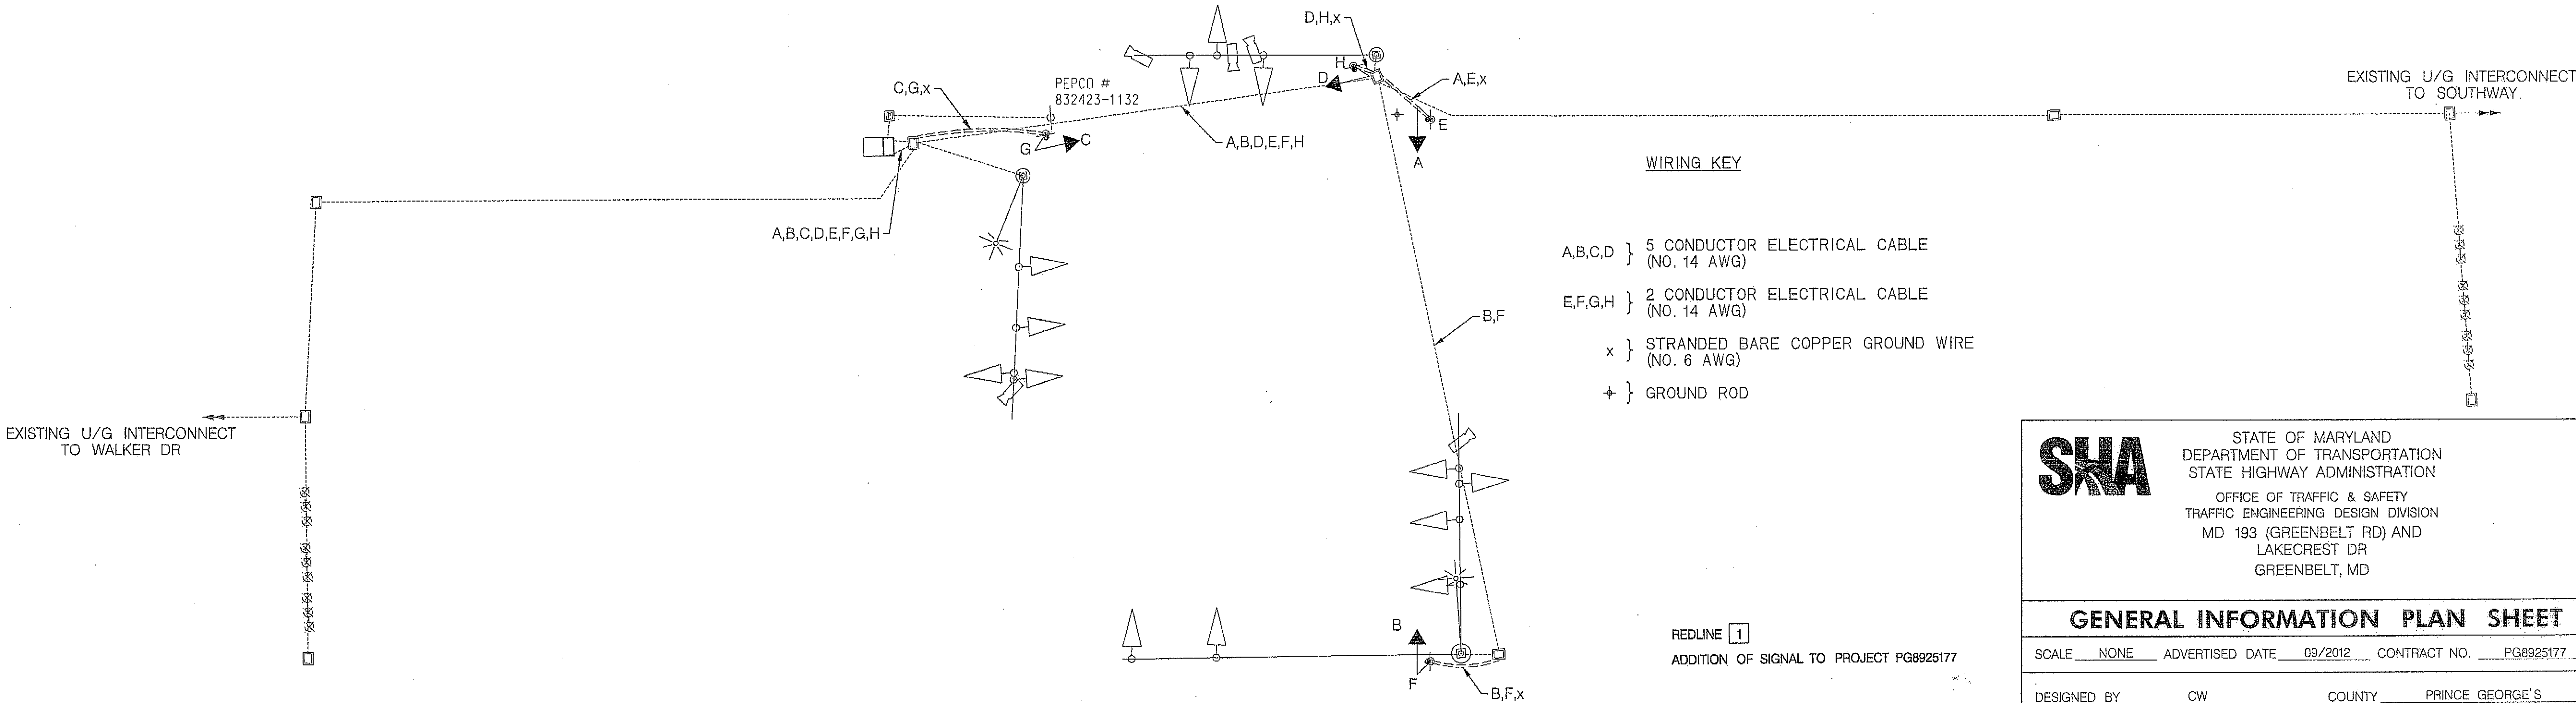 D,H,x
H
D
A,E,x
EXISTING U/G INTERCONNECT
TO SOUTHWAY.
C,G,x
PEPCO #
832423-1132
E
G
C
A,B,D,E,F,H
A
WIRING KEY
A,B,C,D,E,F,G,H
A,B,C,D } 5 CONDUCTOR ELECTRICAL CABLE
(NO. 14 AWG)
E,F,G,H } 2 CONDUCTOR ELECTRICAL CABLE
(NO. 14 AWG)
B,F
x } STRANDED BARE COPPER GROUND WIRE
(NO. 6 AWG)
} GROUND ROD
EXISTING U/G INTERCONNECT
TO WALKER DR
SHA
STATE OF MARYLAND
DEPARTMENT OF TRANSPORTATION
STATE HIGHWAY ADMINISTRATION
OFFICE OF TRAFFIC & SAFETY
TRAFFIC ENGINEERING DESIGN DIVISION
MD 193 (GREENBELT RD) AND
LAKECREST DR
GREENBELT, MD
GENERAL INFORMATION PLAN SHEET
SCALE NONE ADVERTISED DATE 09/2012 CONTRACT NO. PG8925177
DESIGNED BY CW COUNTY PRINCE GEORGE'S
B
F
B,F,x
REDLINE 1
ADDITION OF SIGNAL TO PROJECT PG8925177